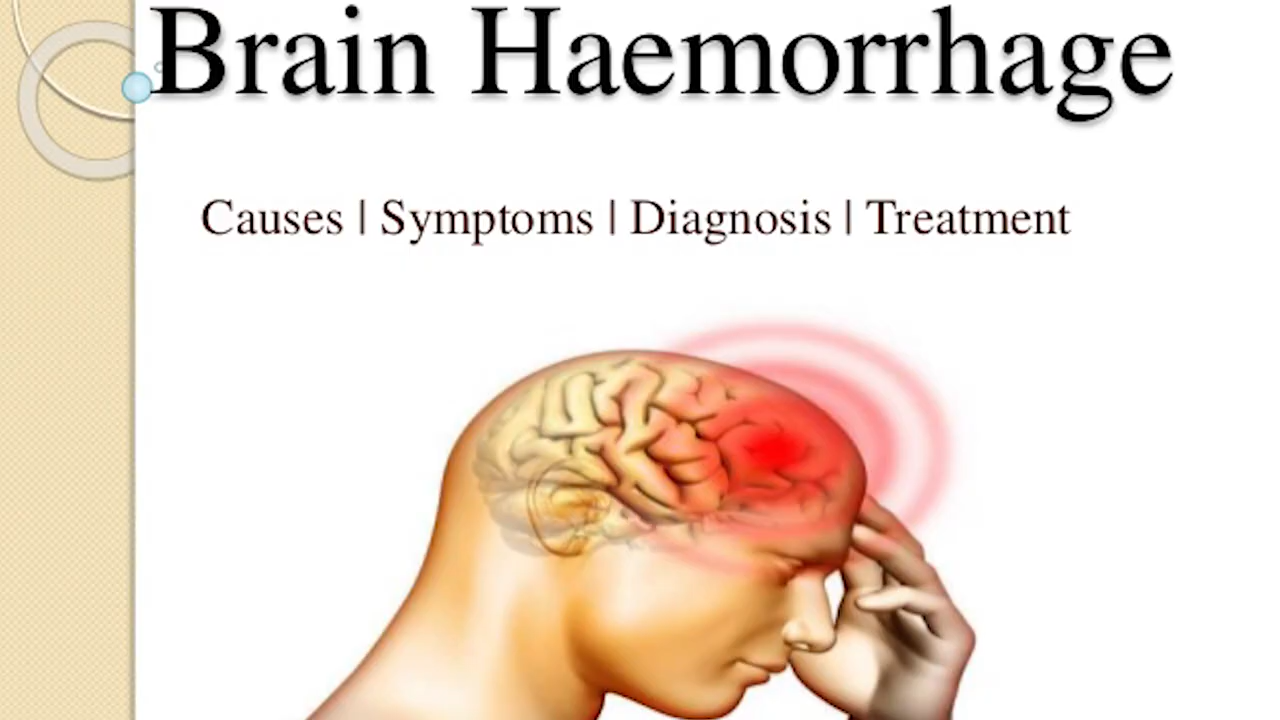 Brain Haemorrhage
Causes | Symptoms | Diagnosis | Treatment